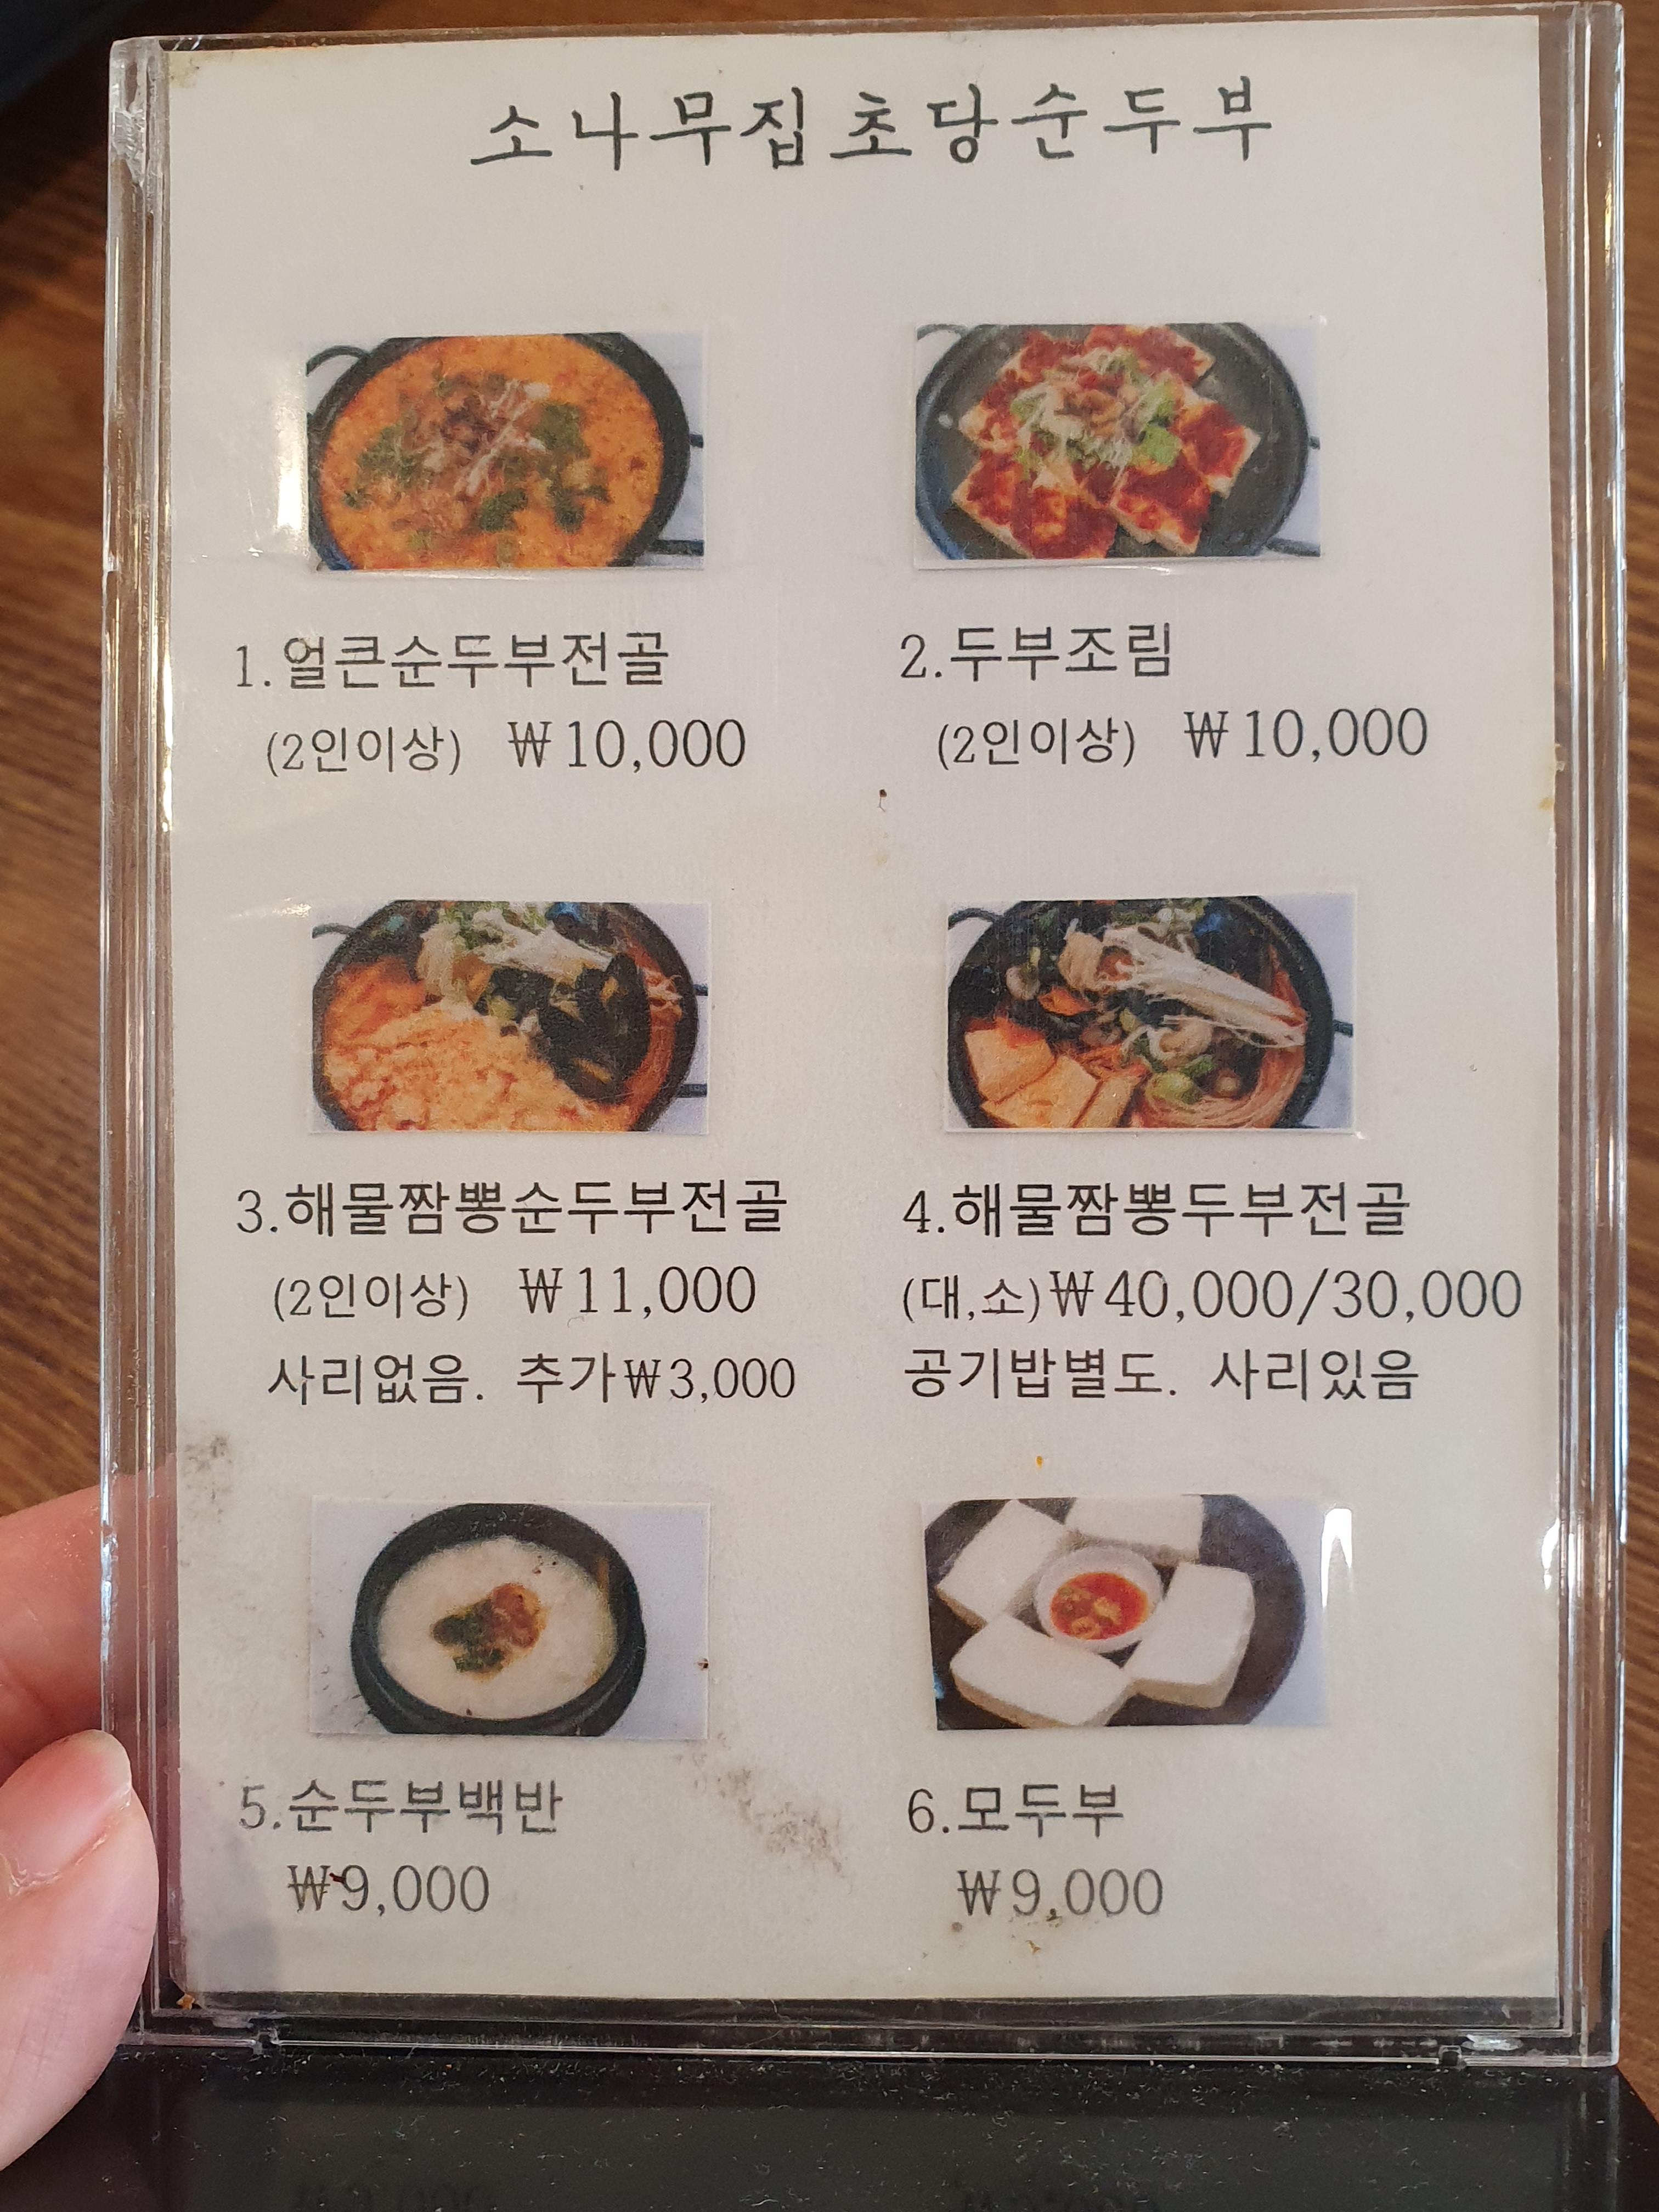 소나무집초당순두부
1.얼큰순두부전골
(2인이상) ₩10,000
2.두부조림
(2인이상) ₩10,000
3.해물짬뽕순두부전골
(2인이상) ₩11,000
사리없음. 추가₩3,000
4.해물짬뽕두부전골
(대,소)₩40,000/30,000
공기밥별도. 사리있음
5.순두부백반
₩9,000
6.모두부
₩9,000